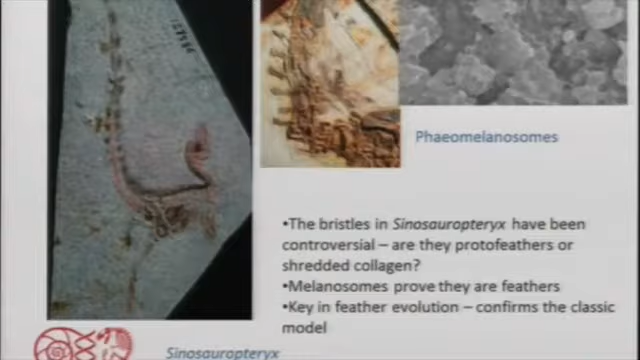 Phaeomelanosomes
•The bristles in Sinosauropteryx have been
controversial – are they protofeathers or
shredded collagen?
•Melanosomes prove they are feathers
•Key in feather evolution – confirms the classic
model
Sinosauropteryx